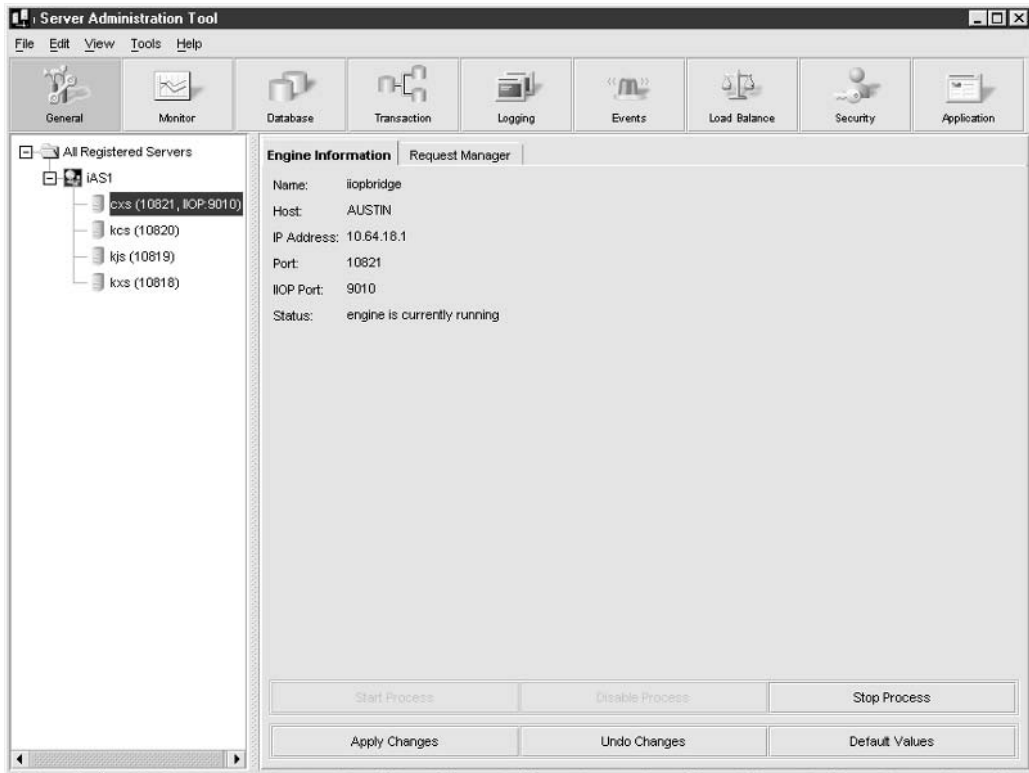 Server Administration Tool
File Edit View Tools Help
General Monitor Database Transaction Logging Events Load Balance Security Application
All Registered Servers
iAS1
cxs (10821, IIOP:9010)
kcs (10820)
kjs (10819)
kxs (10818)
Engine Information Request Manager
Name: iiopbridge
Host: AUSTIN
IP Address: 10.64.18.1
Port: 10821
IIOP Port: 9010
Status: engine is currently running
Start Process Disable Process Stop Process
Apply Changes Undo Changes Default Values